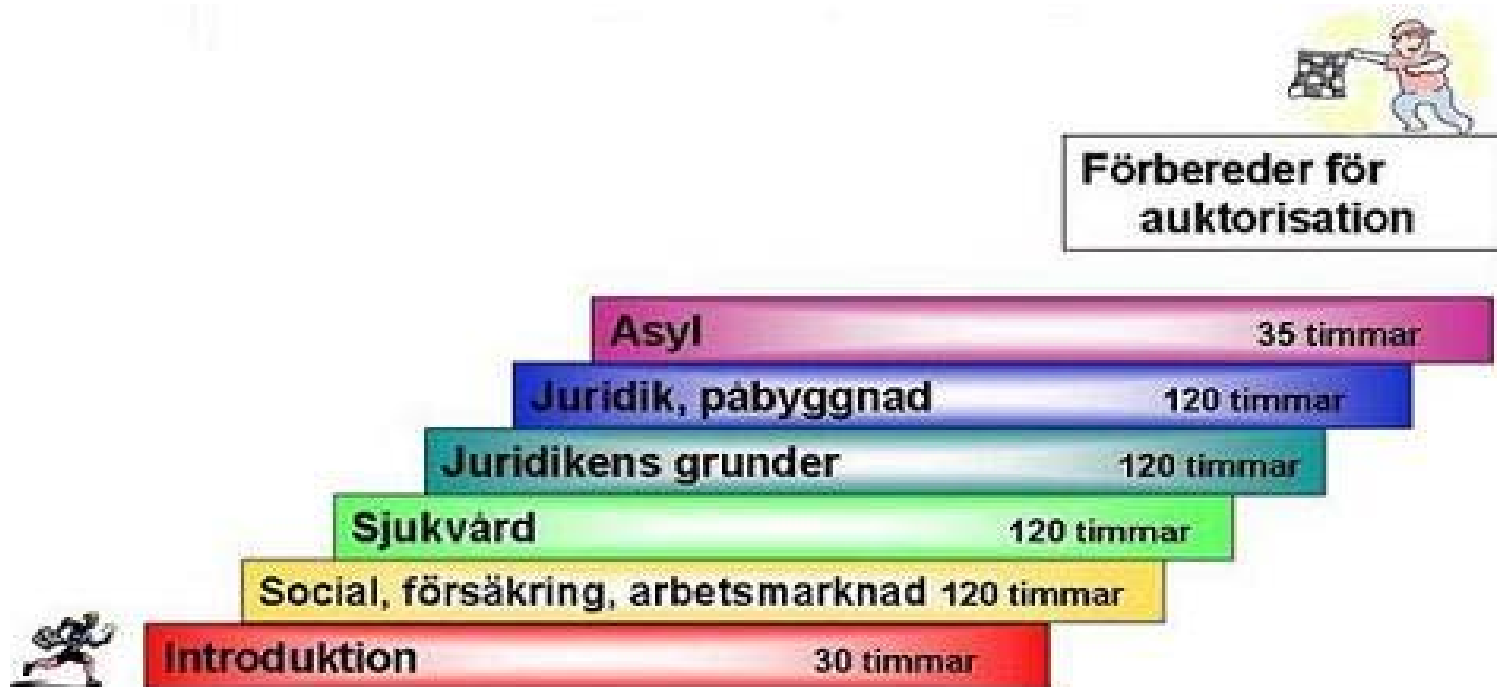 Förbereder för
auktorisation
Asyl 35 timmar
Juridik, påbyggnad 120 timmar
Juridikens grunder 120 timmar
Sjukvård 120 timmar
Social, försäkring, arbetsmarknad 120 timmar
Introduktion 30 timmar